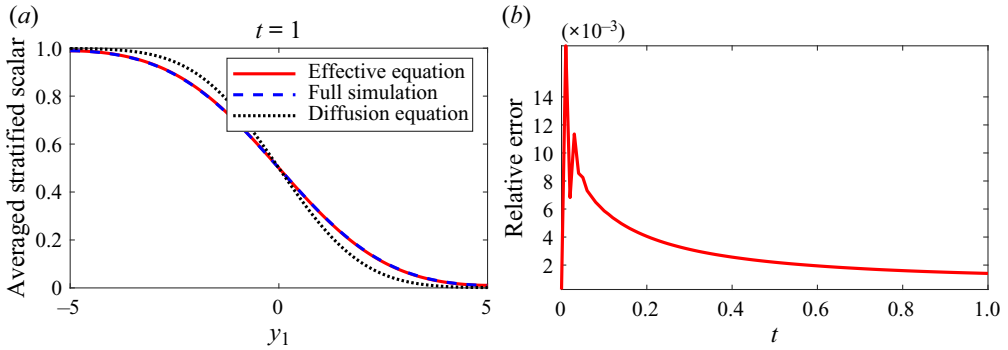 (a)
t = 1
1.0
0.8
0.6
0.4
0.2
0
Averaged stratified scalar
Effective equation
Full simulation
Diffusion equation
–5
0
5
y1
(b)
(×10–3)
14
12
10
8
6
4
2
Relative error
0
0.2
0.4
0.6
0.8
1.0
t